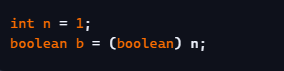 int n = 1;
boolean b = (boolean) n;